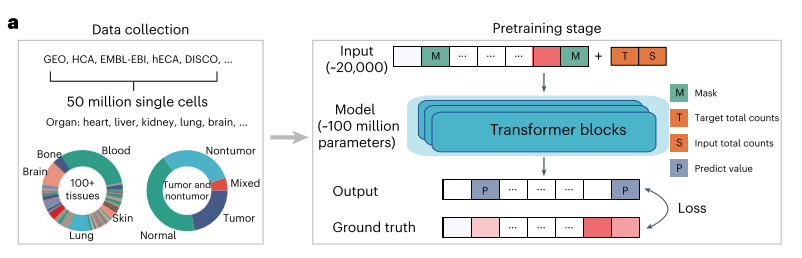 a
Data collection
GEO, HCA, EMBL-EBI, hECA, DISCO, ...
50 million single cells
Organ: heart, liver, kidney, lung, brain, ...
Bone
Blood
Brain
100+
tissues
Skin
Lung
Nontumor
Tumor and
nontumor
Mixed
Tumor
Normal
Pretraining stage
Input
(~20,000)
M ... ... ... M + T S
Model
(~100 million
parameters)
Transformer blocks
M Mask
T Target total counts
S Input total counts
P Predict value
Output
P ... ... P
Loss
Ground truth
... ...